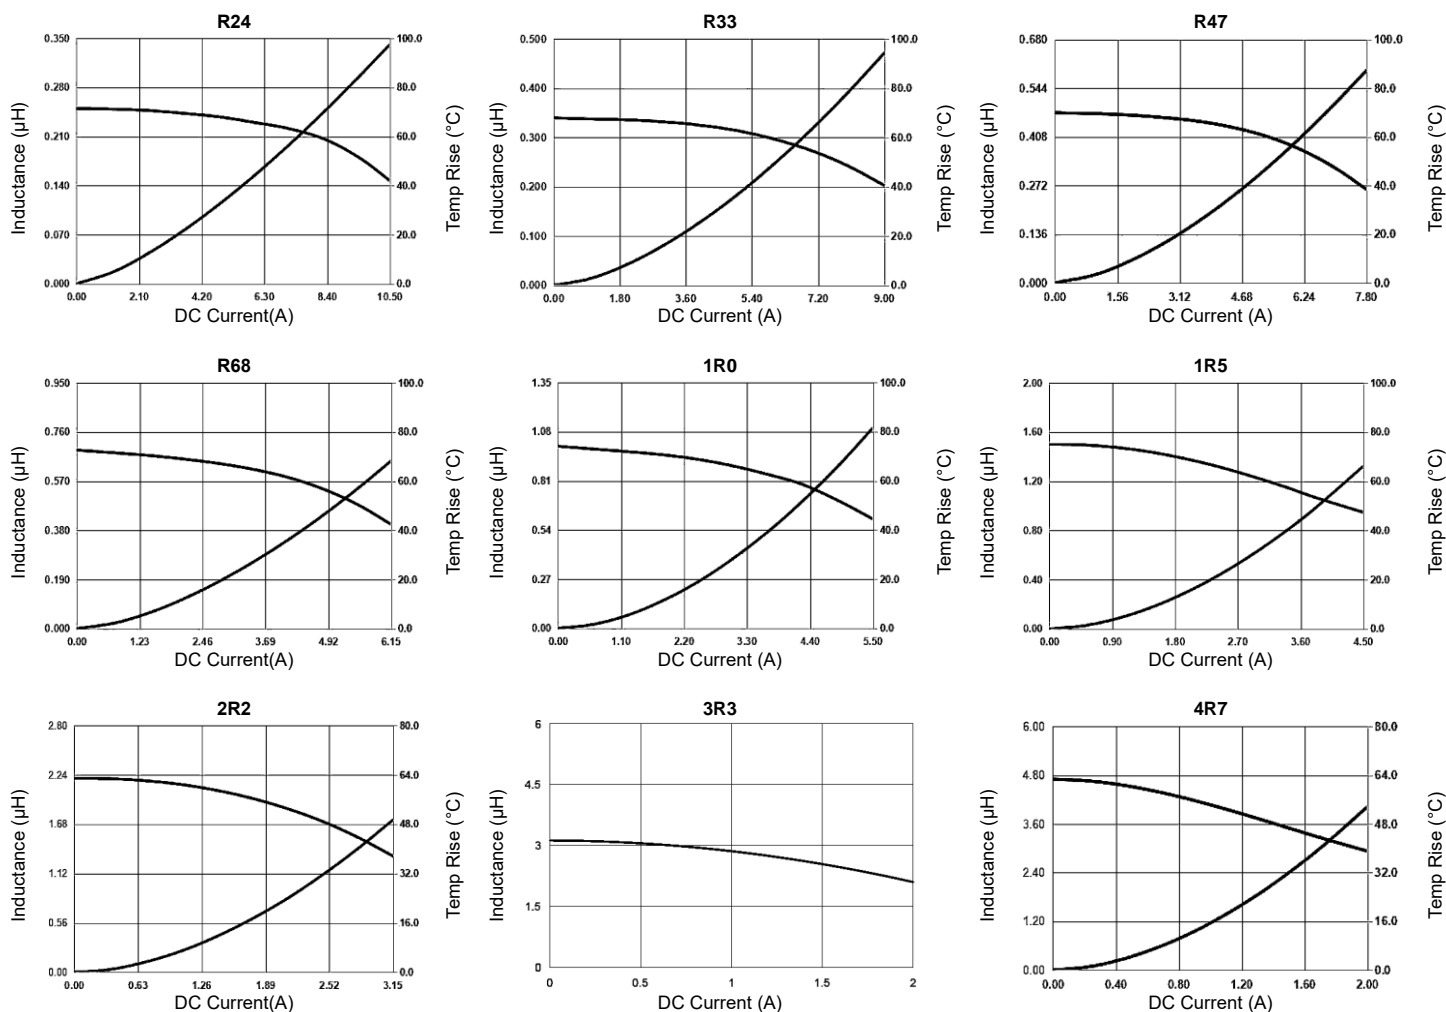 R24
0.350
0.280
0.210
0.140
0.070
0.000
100.0
80.0
60.0
40.0
20.0
0.0
0.00 2.10 4.20 6.30 8.40 10.50
Inductance (µH)
Temp Rise (°C)
DC Current(A)
R33
0.500
0.400
0.300
0.200
0.100
0.000
100.0
80.0
60.0
40.0
20.0
0.0
0.00 1.80 3.60 5.40 7.20 9.00
Inductance (µH)
Temp Rise (°C)
DC Current (A)
R47
0.680
0.544
0.408
0.272
0.136
0.000
100.0
80.0
60.0
40.0
20.0
0.0
0.00 1.56 3.12 4.68 6.24 7.80
Inductance (µH)
Temp Rise (°C)
DC Current (A)
R68
0.950
0.760
0.570
0.380
0.190
0.000
100.0
80.0
60.0
40.0
20.0
0.0
0.00 1.23 2.46 3.69 4.92 6.15
Inductance (µH)
Temp Rise (°C)
DC Current(A)
1R0
1.35
1.08
0.81
0.54
0.27
0.00
100.0
80.0
60.0
40.0
20.0
0.0
0.00 1.10 2.20 3.30 4.40 5.50
Inductance (µH)
Temp Rise (°C)
DC Current (A)
1R5
2.00
1.60
1.20
0.80
0.40
0.00
100.0
80.0
60.0
40.0
20.0
0.0
0.00 0.90 1.80 2.70 3.60 4.50
Inductance (µH)
Temp Rise (°C)
DC Current (A)
2R2
2.80
2.24
1.68
1.12
0.56
0.00
80.0
64.0
48.0
32.0
16.0
0.0
0.00 0.63 1.26 1.89 2.52 3.15
Inductance (µH)
Temp Rise (°C)
DC Current(A)
3R3
6
4.5
3
1.5
0
0 0.5 1 1.5 2
Inductance (µH)
DC Current (A)
4R7
6.00
4.80
3.60
2.40
1.20
0.00
80.0
64.0
48.0
32.0
16.0
0.0
0.00 0.40 0.80 1.20 1.60 2.00
Inductance (µH)
Temp Rise (°C)
DC Current (A)